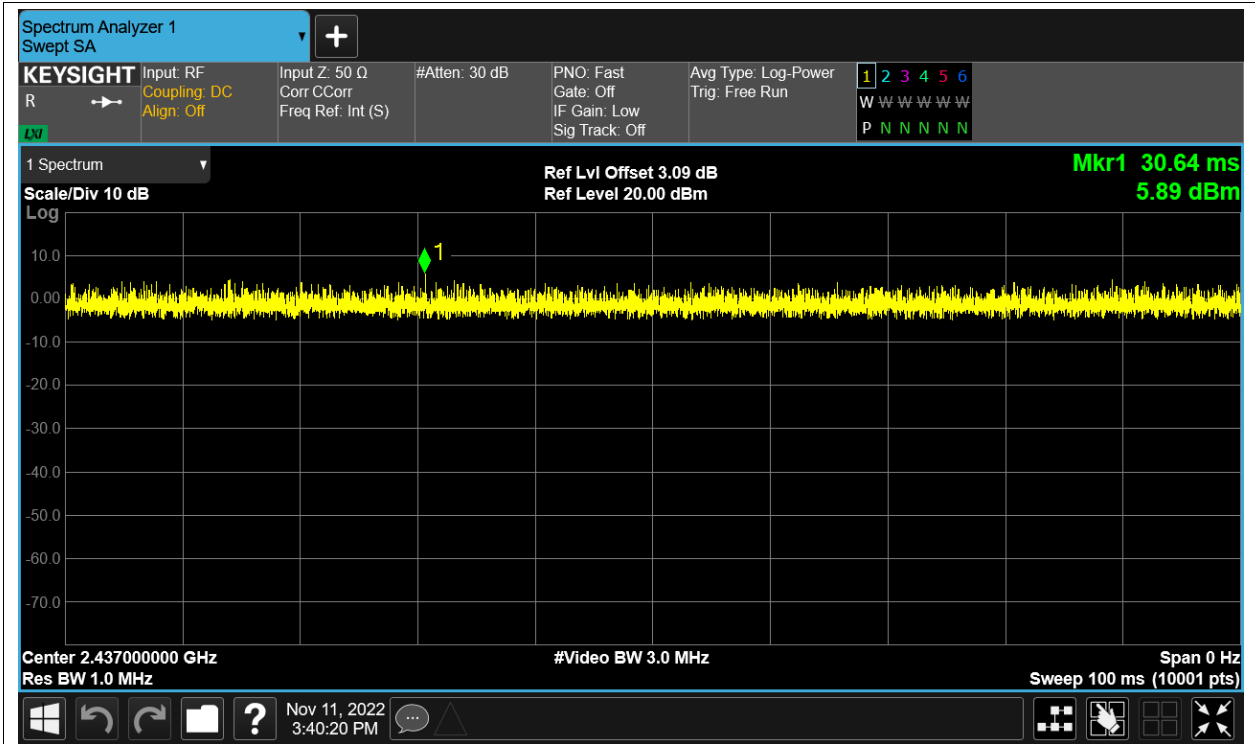 Spectrum Analyzer 1
Swept SA
KEYSIGHT
R
LXI
Input: RF
Coupling: DC
Align: Off
Input Z: 50 Ω
Corr CCorr
Freq Ref: Int (S)
#Atten: 30 dB
PNO: Fast
Gate: Off
IF Gain: Low
Sig Track: Off
Avg Type: Log-Power
Trig: Free Run
1 2 3 4 5 6
W W W W W W
P N N N N N
1 Spectrum
Scale/Div 10 dB
Ref Lvl Offset 3.09 dB
Ref Level 20.00 dBm
Mkr1 30.64 ms
5.89 dBm
Log
10.0
1
0.00
-10.0
-20.0
-30.0
-40.0
-50.0
-60.0
-70.0
Center 2.437000000 GHz
#Video BW 3.0 MHz
Span 0 Hz
Res BW 1.0 MHz
Sweep 100 ms (10001 pts)
?
Nov 11, 2022
3:40:20 PM